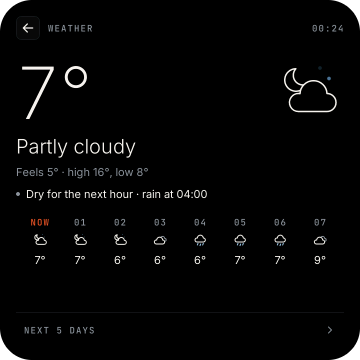 WEATHER 00:24
7°
Partly cloudy
Feels 5° · high 16°, low 8°
Dry for the next hour · rain at 04:00
NOW 01 02 03 04 05 06 07
7° 7° 6° 6° 6° 7° 7° 9°
NEXT 5 DAYS